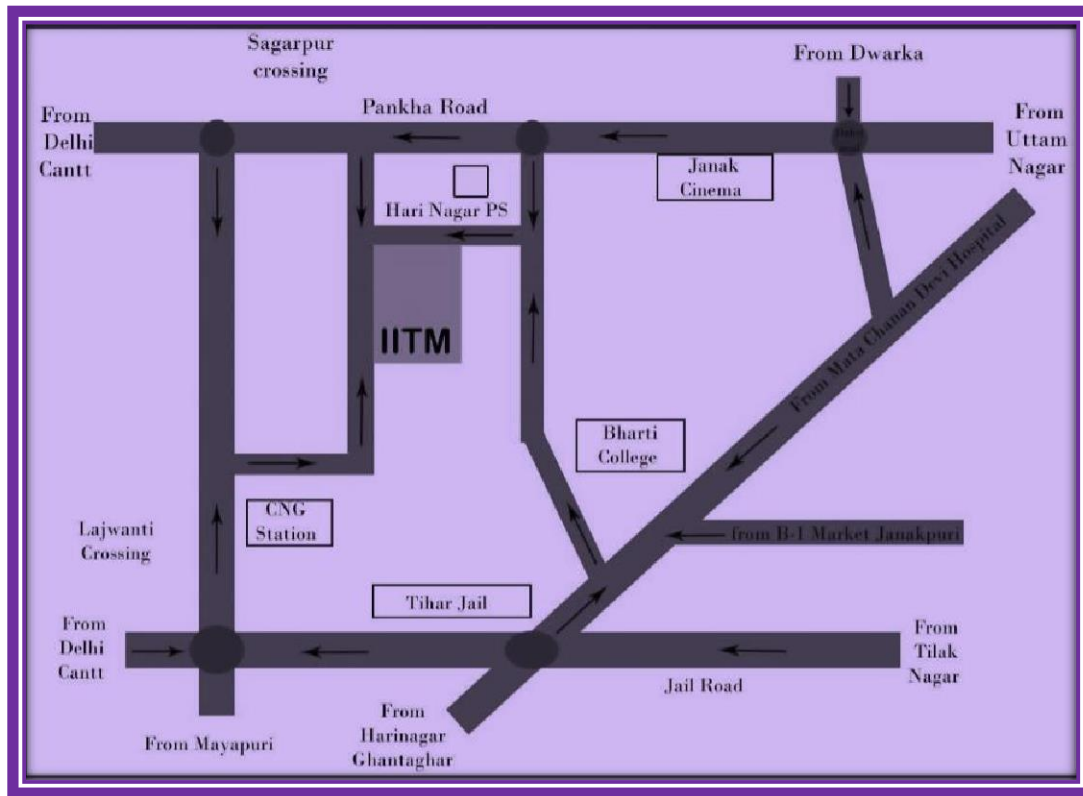 Sagarpur
crossing
From Dwarka
Pankha Road
From
Delhi
Cantt
From
Uttam
Nagar
Janak
Cinema
Hari Nagar PS
IITM
From Mata Chanan Devi Hospital
Bharti
College
CNG
Station
Lajwanti
Crossing
from B-1 Market Janakpuri
Tihar Jail
From
Delhi
Cantt
From
Tilak
Nagar
Jail Road
From
Harinagar
Ghantaghar
From Mayapuri